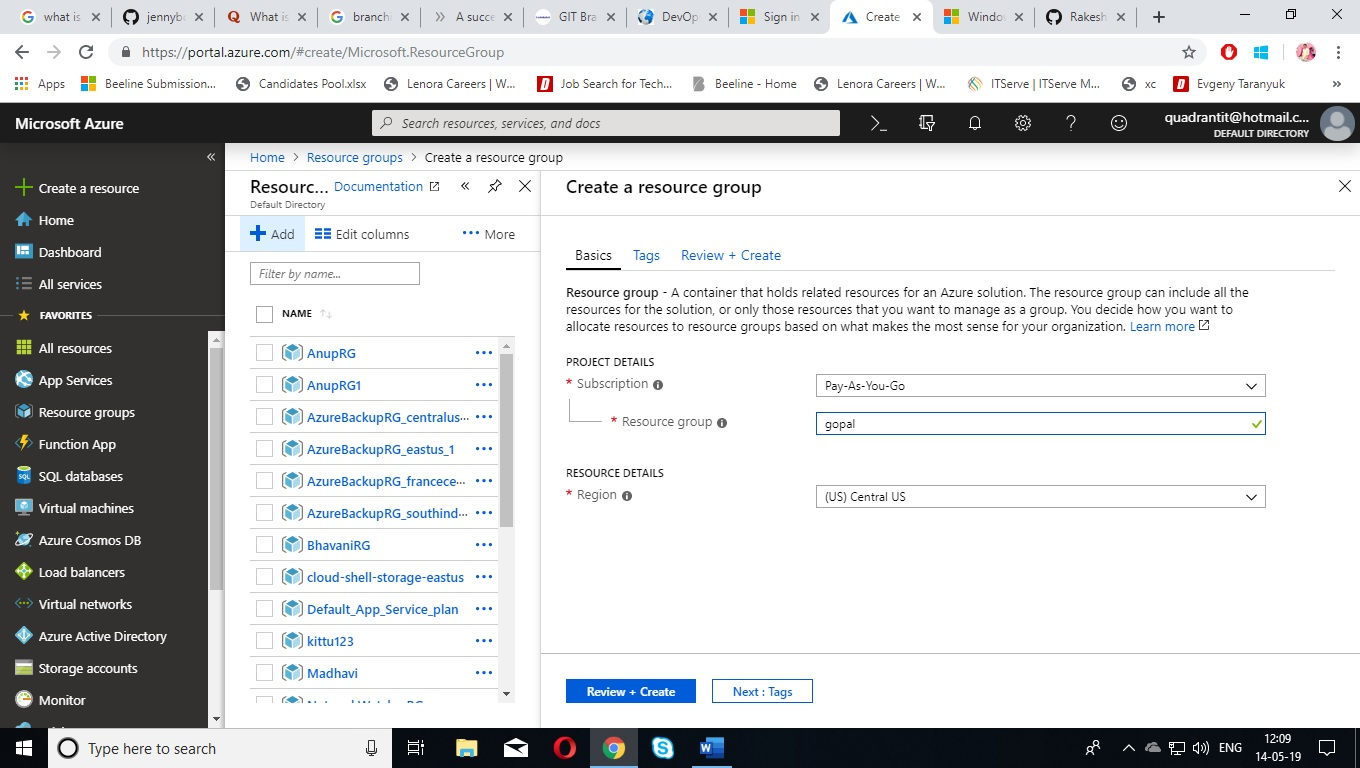 what is
jennyb
What is
branch
A succe
GIT Bra
DevOp
Sign in
Create
Windo
Rakesh
https://portal.azure.com/#create/Microsoft.ResourceGroup
Apps
Beeline Submission...
Candidates Pool.xlsx
Lenora Careers | W...
Job Search for Tech...
Beeline - Home
Lenora Careers | W...
ITServe | ITServe M...
xc
Evgeny Taranyuk
Microsoft Azure
Search resources, services, and docs
quadrantit@hotmail.c...
DEFAULT DIRECTORY
Create a resource
Home
Dashboard
All services
FAVORITES
All resources
App Services
Resource groups
Function App
SQL databases
Virtual machines
Azure Cosmos DB
Load balancers
Virtual networks
Azure Active Directory
Storage accounts
Monitor
Home > Resource groups > Create a resource group
Resourc... Documentation
Default Directory
Add Edit columns More
Filter by name...
NAME
AnupRG
AnupRG1
AzureBackupRG_centralus...
AzureBackupRG_eastus_1
AzureBackupRG_francece...
AzureBackupRG_southind...
BhavaniRG
cloud-shell-storage-eastus
Default_App_Service_plan
kittu123
Madhavi
Create a resource group
Basics Tags Review + Create
Resource group - A container that holds related resources for an Azure solution. The resource group can include all the
resources for the solution, or only those resources that you want to manage as a group. You decide how you want to
allocate resources to resource groups based on what makes the most sense for your organization. Learn more
PROJECT DETAILS
* Subscription Pay-As-You-Go
* Resource group gopal
RESOURCE DETAILS
* Region (US) Central US
Review + Create Next : Tags
Type here to search
ENG
12:09
14-05-19